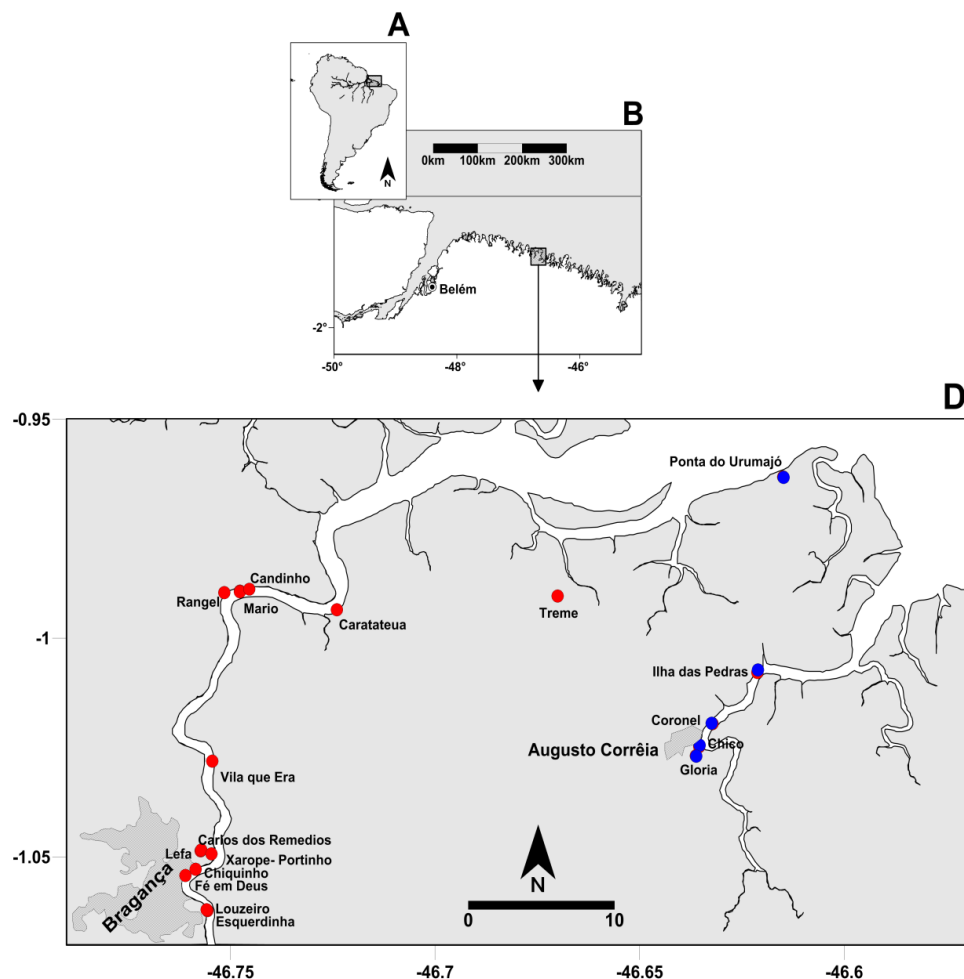 A
N
B
0km 100km 200km 300km
Belém
-2°
-50° -48° -46°
D
-0.95
Ponta do Urumajó
Candinho
Rangel
Mario
Caratateua
Treme
-1
Ilha das Pedras
Coronel
Augusto Corrêia
Chico
Gloria
Vila que Era
Carlos dos Remedios
Lefa
Xarope- Portinho
-1.05
Chiquinho
Fé em Deus
Bragança
Louzeiro
Esquerdinha
N
0 10
-46.75 -46.7 -46.65 -46.6